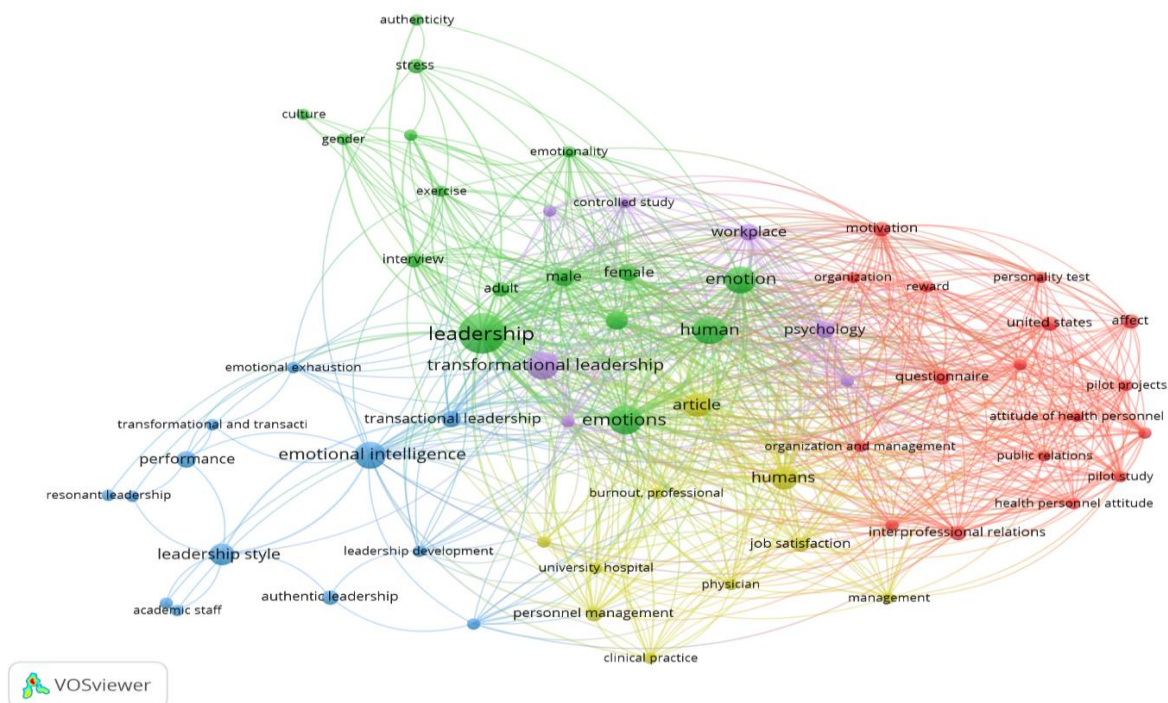 authenticity
stress
culture
gender
emotionality
exercise
controlled study
workplace
motivation
interview
male
female
emotion
organization
personality test
adult
reward
leadership
human
psychology
united states
affect
transformational leadership
emotional exhaustion
questionnaire
pilot projects
article
transactional leadership
emotions
attitude of health personnel
transformational and transacti
organization and management
performance
emotional intelligence
public relations
humans
pilot study
resonant leadership
burnout, professional
health personnel attitude
interprofessional relations
leadership style
leadership development
job satisfaction
university hospital
physician
authentic leadership
management
academic staff
personnel management
clinical practice
VOSviewer